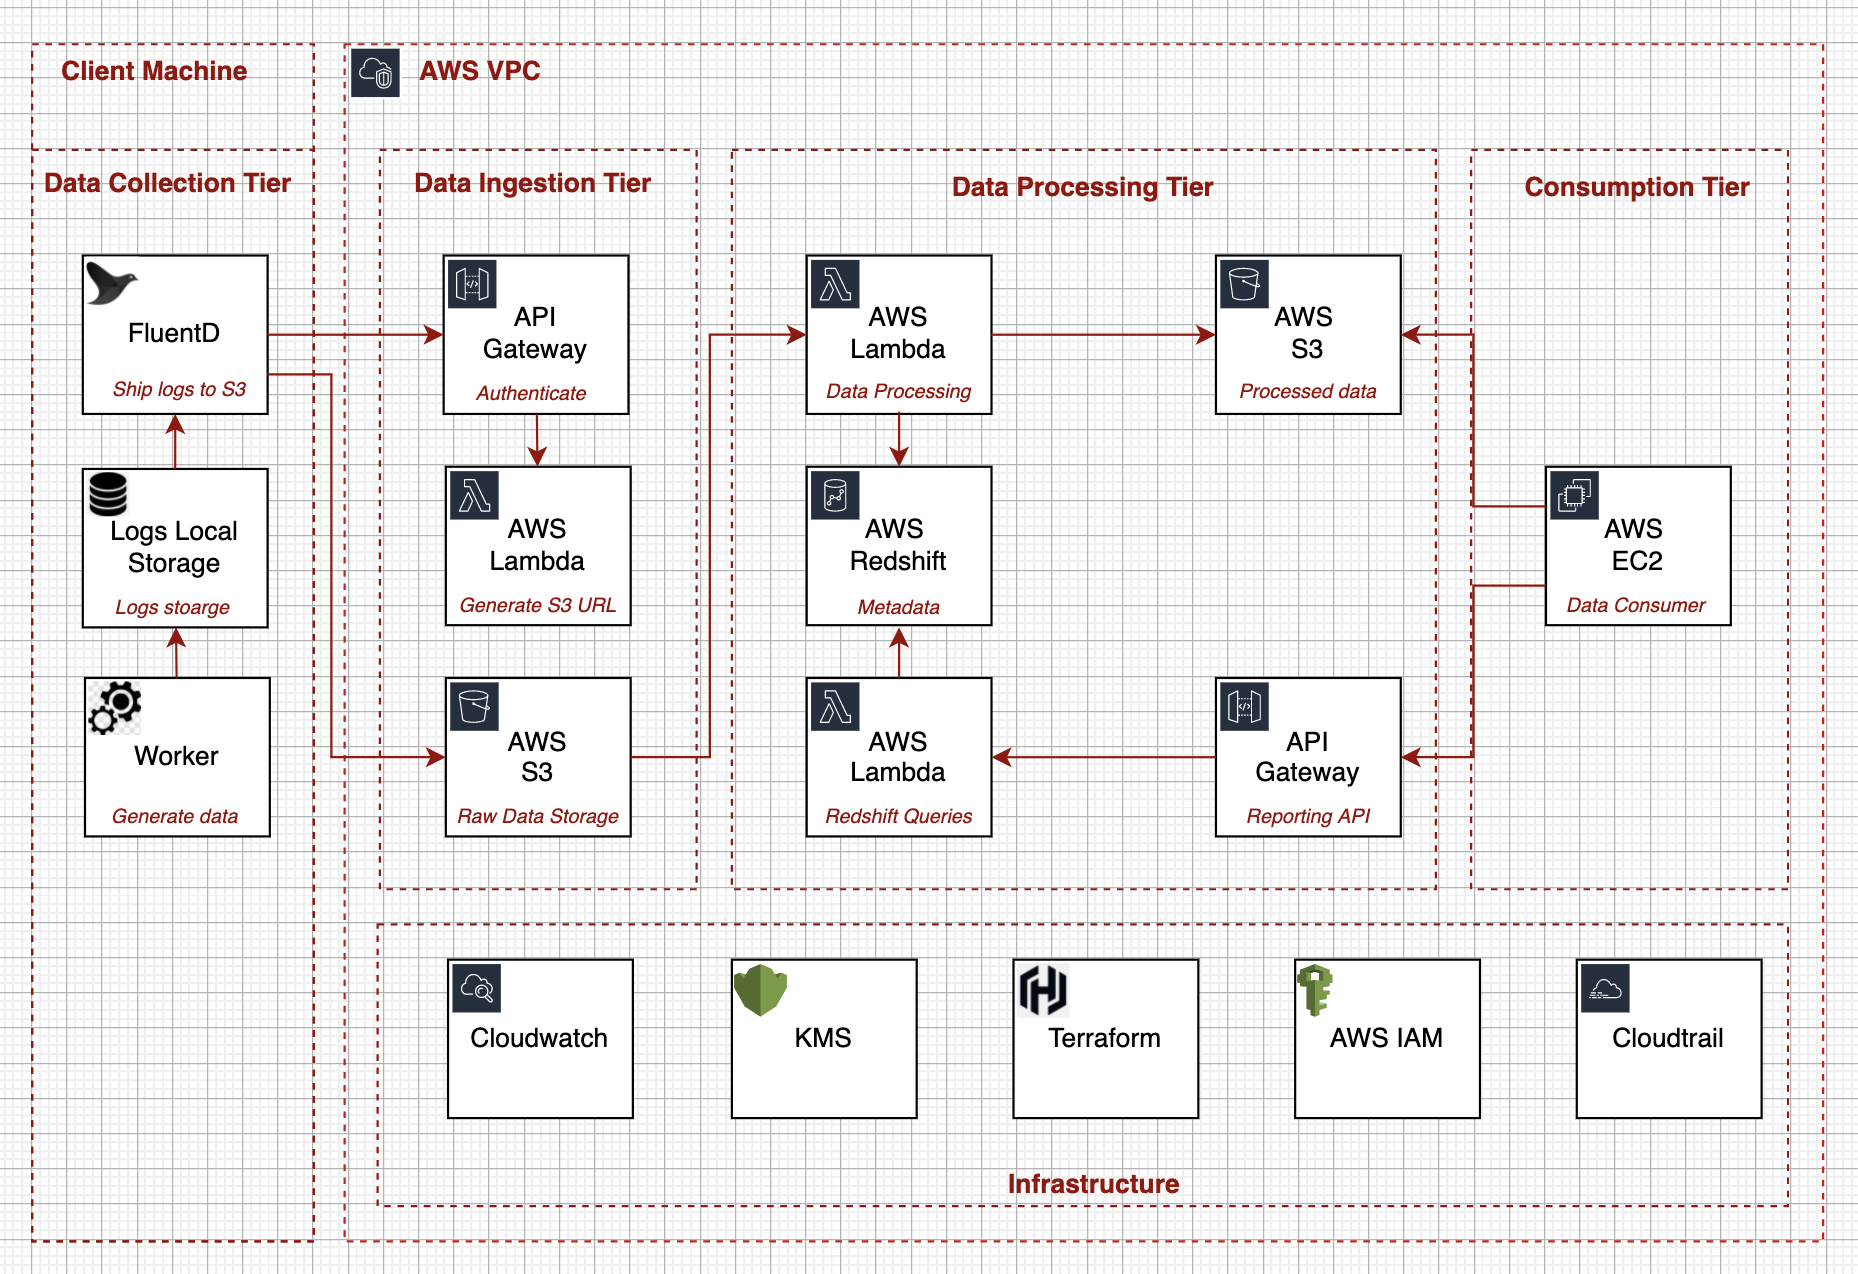 Client Machine
AWS VPC
Data Collection Tier
Data Ingestion Tier
Data Processing Tier
Consumption Tier
FluentD
Ship logs to S3
Logs Local
Storage
Logs stoarge
Worker
Generate data
API
Gateway
Authenticate
AWS
Lambda
Generate S3 URL
AWS
S3
Raw Data Storage
AWS
Lambda
Data Processing
AWS
Redshift
Metadata
AWS
Lambda
Redshift Queries
AWS
S3
Processed data
API
Gateway
Reporting API
AWS
EC2
Data Consumer
Cloudwatch
KMS
Terraform
AWS IAM
Cloudtrail
Infrastructure